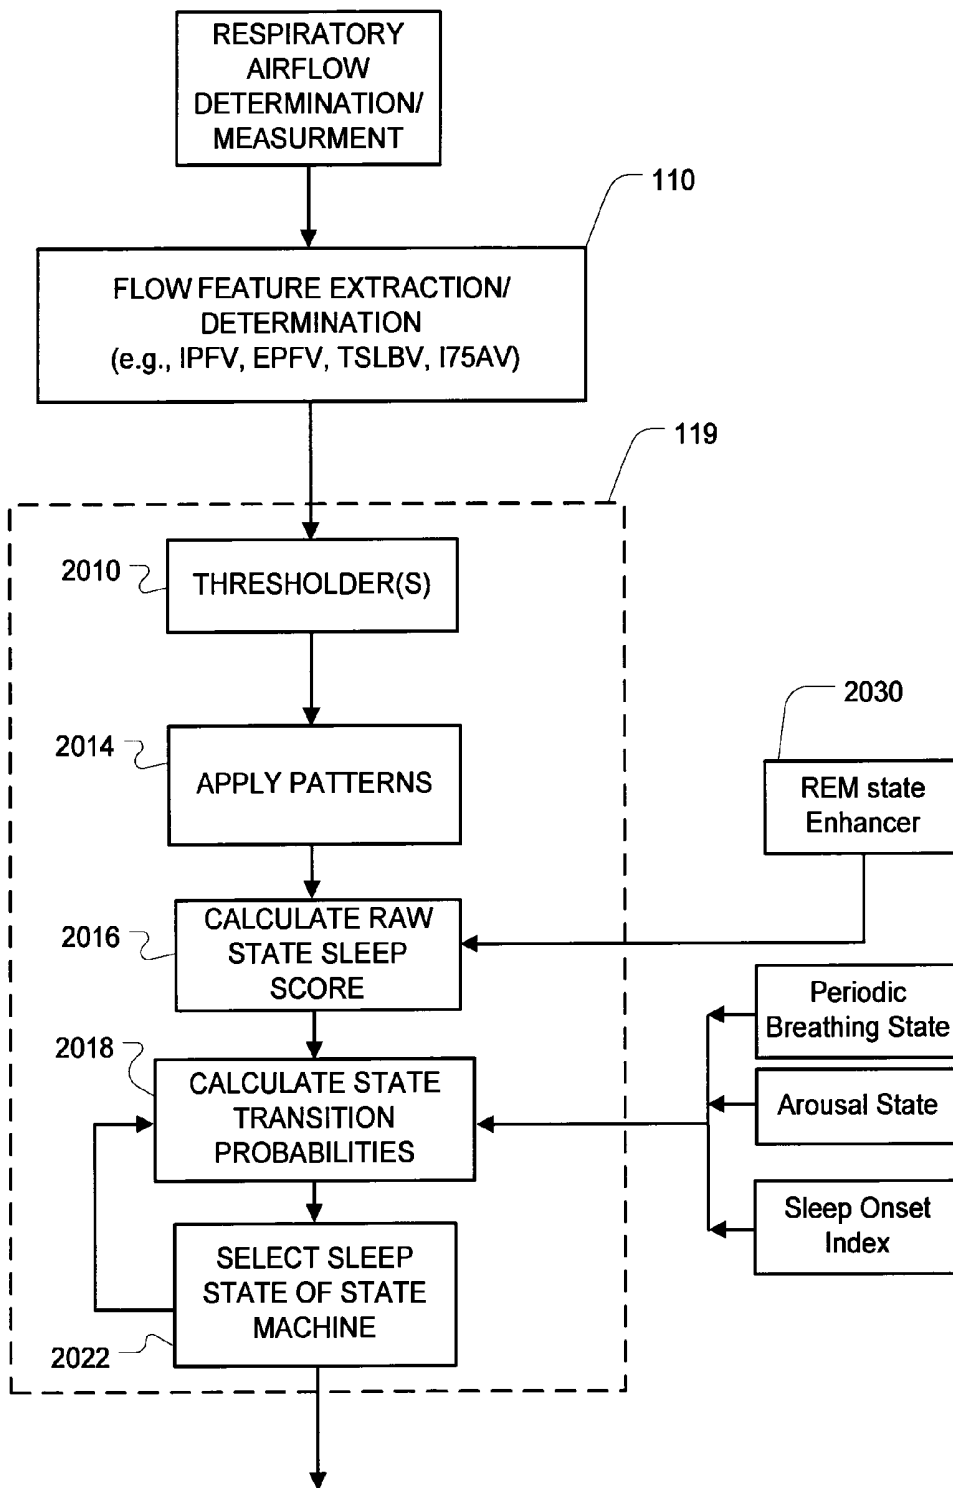 RESPIRATORY
AIRFLOW
DETERMINATION/
MEASURMENT
110
FLOW FEATURE EXTRACTION/
DETERMINATION
(e.g., IPFV, EPFV, TSLBV, I75AV)
119
2010
THRESHOLDER(S)
2014
APPLY PATTERNS
2030
REM state
Enhancer
2016
CALCULATE RAW
STATE SLEEP
SCORE
Periodic
Breathing State
2018
CALCULATE STATE
TRANSITION
PROBABILITIES
Arousal State
Sleep Onset
Index
SELECT SLEEP
STATE OF STATE
MACHINE
2022